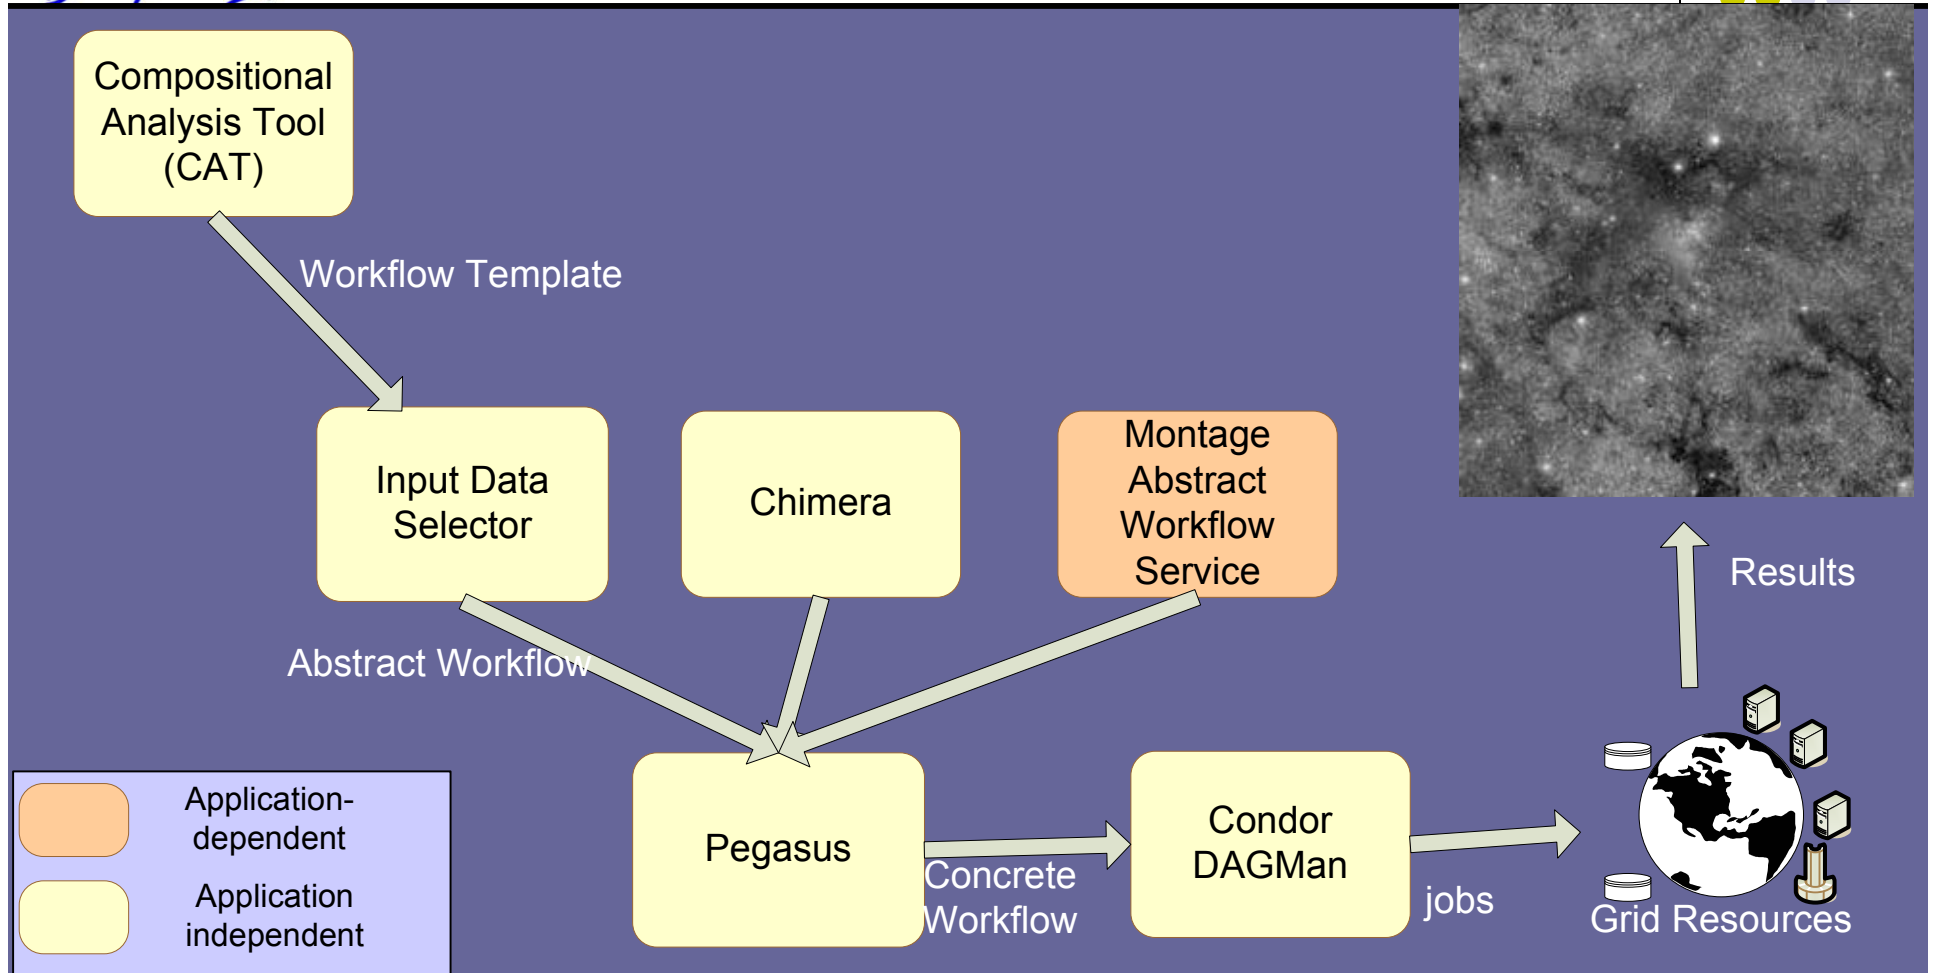 Compositional
Analysis Tool
(CAT)
Workflow Template
Input Data
Selector
Chimera
Montage
Abstract
Workflow
Service
Results
Abstract Workflow
Pegasus
Concrete
Workflow
Condor
DAGMan
jobs
Grid Resources
Application-
dependent
Application
independent